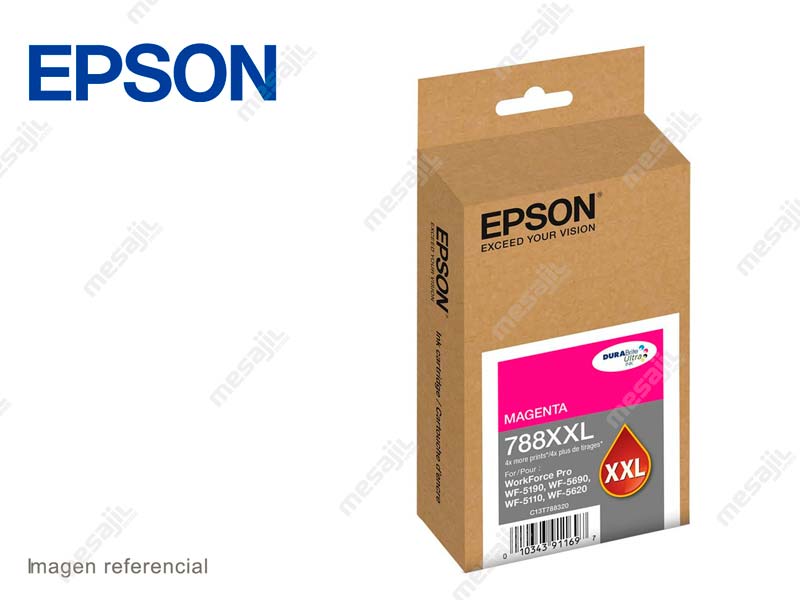 EPSON
EPSON®
EXCEED YOUR VISION
EPSON®
EXCEED YOUR VISION
Ink cartridge / Cartouche d'encre
DURABrite
Ultra
INK
MAGENTA
788XXL
4x more prints*/4x plus de tirages*
For/Pour :
WorkForce Pro
WF-5190, WF-5690,
WF-5110, WF-5620
C13T788320
XXL
0 10343 91169 7
Imagen referencial
mesajil